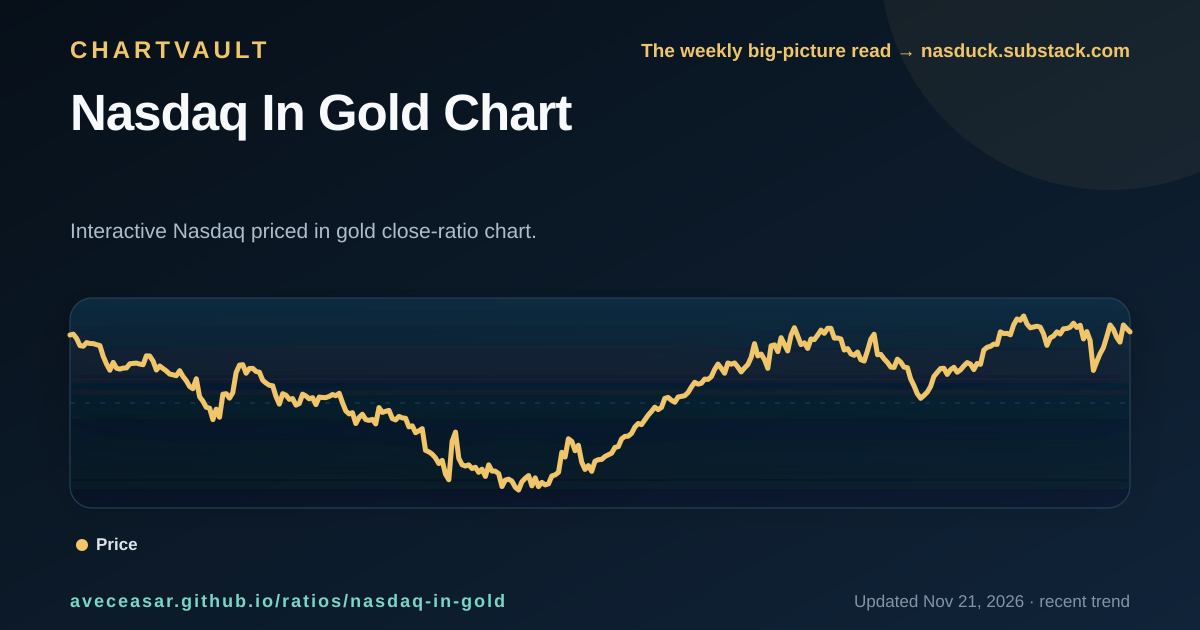 CHARTVAULT
The weekly big-picture read → nasduck.substack.com
Nasdaq In Gold Chart
Interactive Nasdaq priced in gold close-ratio chart.
Price
aveceasar.github.io/ratios/nasdaq-in-gold
Updated Nov 21, 2026 · recent trend